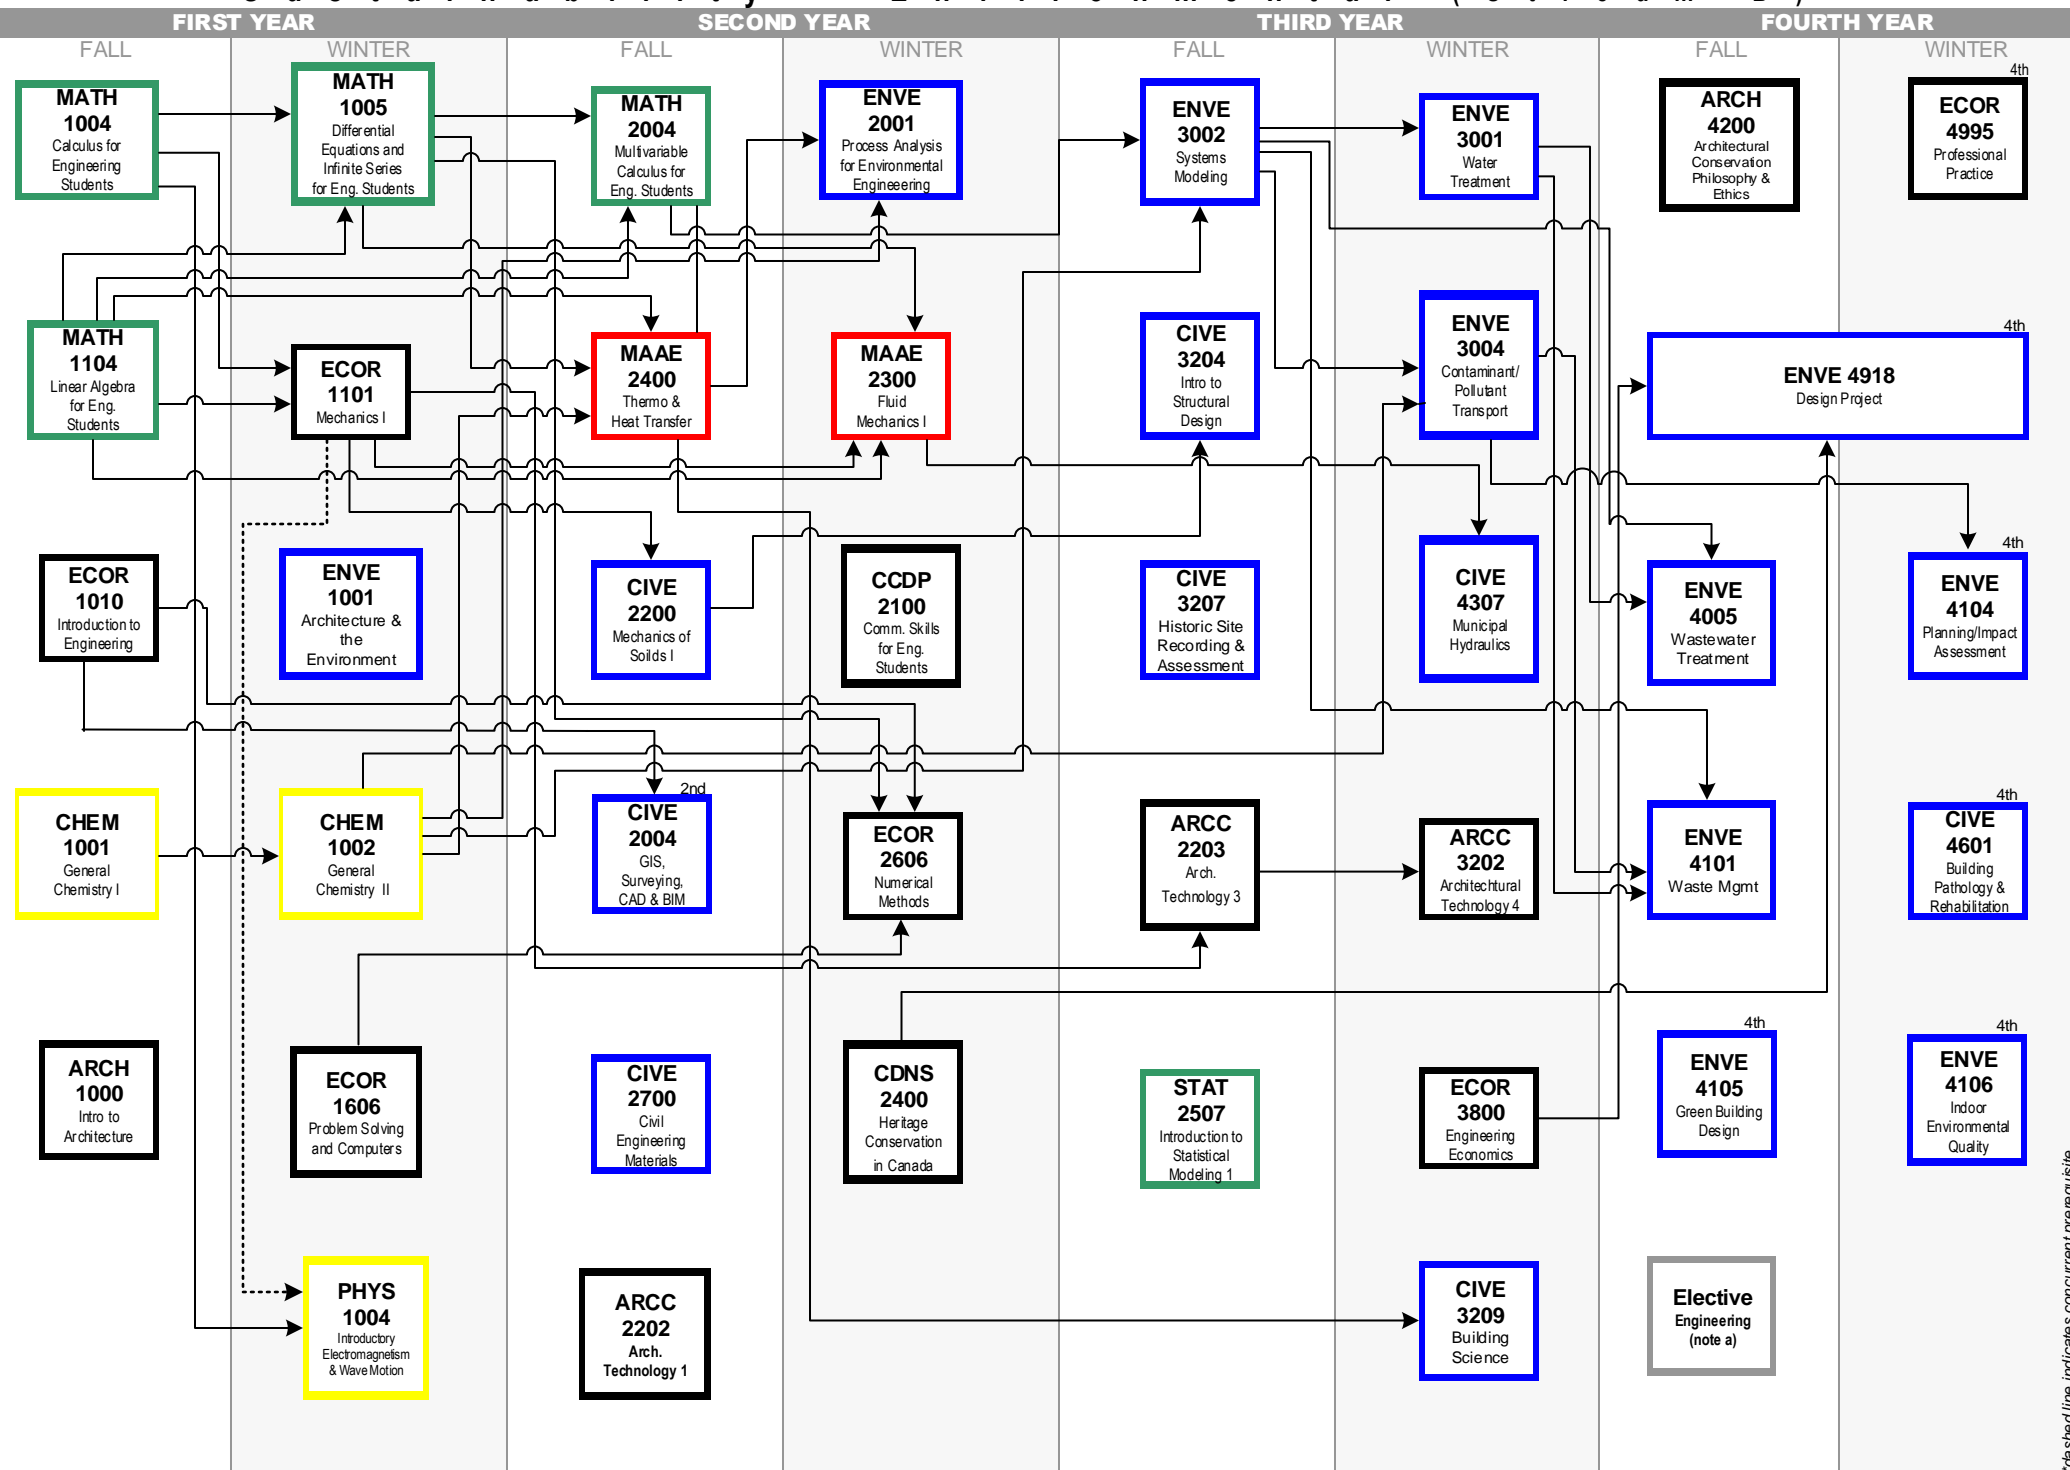 FIRST YEAR
SECOND YEAR
THIRD YEAR
FOURTH YEAR
FALL
WINTER
FALL
WINTER
FALL
WINTER
FALL
WINTER
MATH
1004
Calculus for
Engineering
Students
MATH
1005
Differential
Equations and
Infinite Series
for Eng. Students
MATH
2004
Multivariable
Calculus for
Eng. Students
ENVE
2001
Process Analysis
for Environmental
Engineeering
ENVE
3002
Systems
Modeling
ENVE
3001
Water
Treatment
ARCH
4200
Architectural
Conservation
Philosophy &
Ethics
4th
ECOR
4995
Professional
Practice
MATH
1104
Linear Algebra
for Eng.
Students
ECOR
1101
Mechanics I
MAAE
2400
Thermo &
Heat Transfer
MAAE
2300
Fluid
Mechanics I
CIVE
3204
Intro to
Structural
Design
ENVE
3004
Contaminant/
Pollutant
Transport
4th
ENVE 4918
Design Project
ECOR
1010
Introduction to
Engineering
ENVE
1001
Architecture &
the
Environment
CIVE
2200
Mechanics of
Soilds I
CCDP
2100
Comm. Skills
for Eng.
Students
CIVE
3207
Historic Site
Recording &
Assessment
CIVE
4307
Municipal
Hydraulics
ENVE
4005
Wastewater
Treatment
4th
ENVE
4104
Planning/Impact
Assessment
CHEM
1001
General
Chemistry I
CHEM
1002
General
Chemistry II
2nd
CIVE
2004
GIS,
Surveying,
CAD & BIM
ECOR
2606
Numerical
Methods
ARCC
2203
Arch.
Technology 3
ARCC
3202
Architechtural
Technology 4
ENVE
4101
Waste Mgmt
4th
CIVE
4601
Building
Pathology &
Rehabilitation
ARCH
1000
Intro to
Architecture
ECOR
1606
Problem Solving
and Computers
CIVE
2700
Civil
Engineering
Materials
CDNS
2400
Heritage
Conservation
in Canada
STAT
2507
Introduction to
Statistical
Modeling 1
ECOR
3800
Engineering
Economics
4th
ENVE
4105
Green Building
Design
4th
ENVE
4106
Indoor
Environmental
Quality
PHYS
1004
Introductory
Electromagnetism
& Wave Motion
ARCC
2202
Arch.
Technology 1
CIVE
3209
Building
Science
Elective
Engineering
(note a)
dashed line indicates concurrent prerequisite